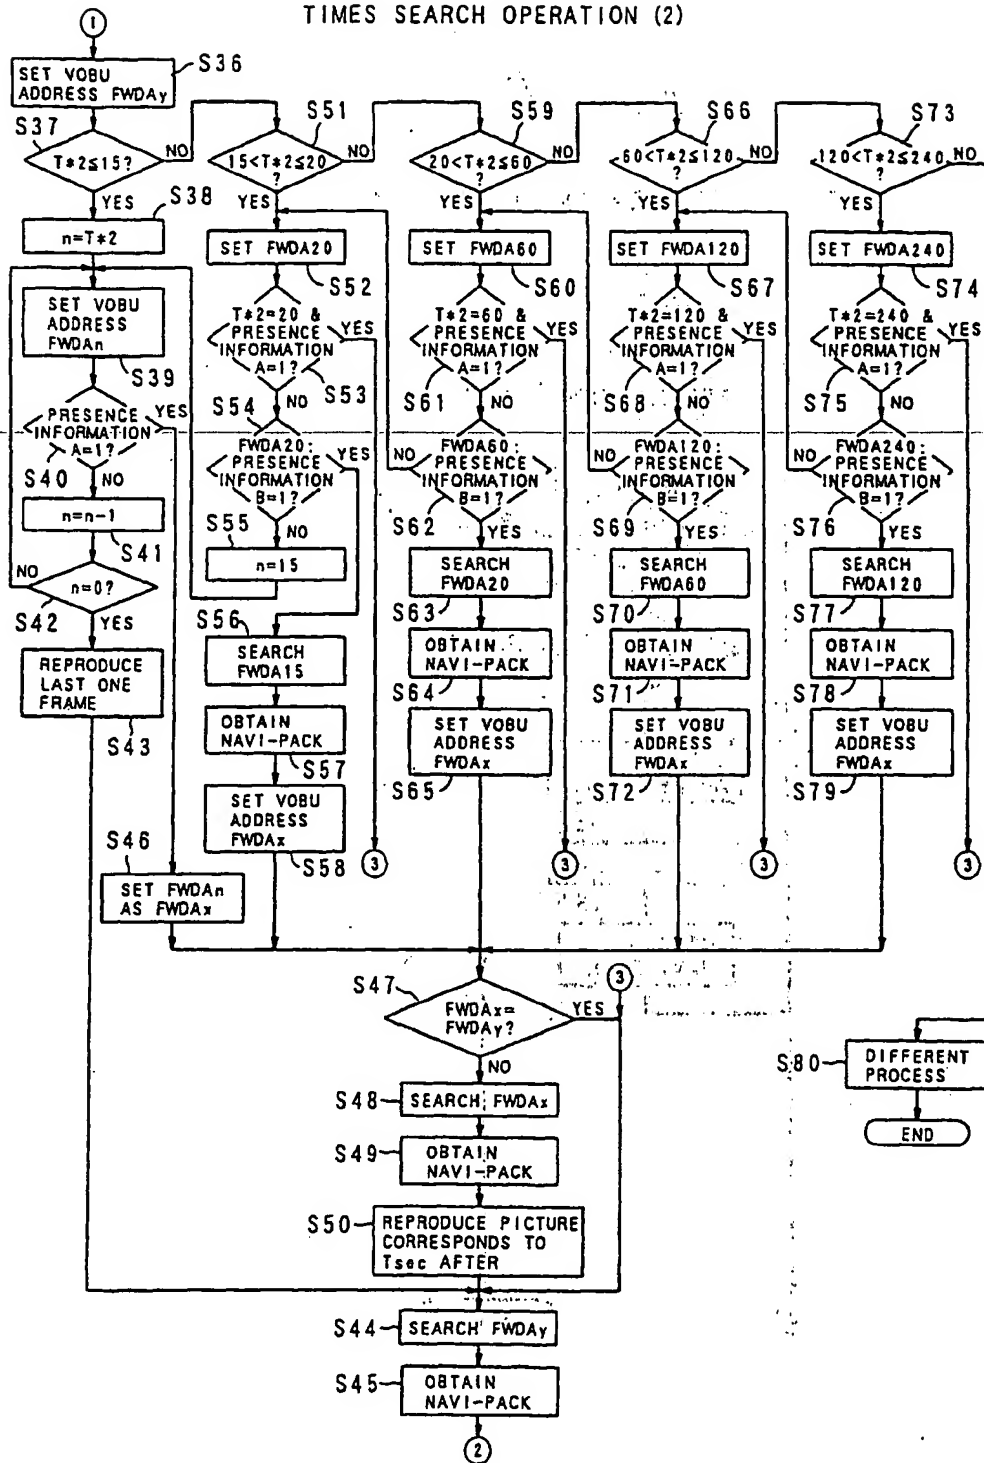 TIMES SEARCH OPERATION (2)
1
S36
SET VOBU
ADDRESS FWDAy
S37
T*2≤15?
NO
YES
S38
n=T*2
SET VOBU
ADDRESS
FWDAn
S39
PRESENCE
INFORMATION
A=1?
YES
S40
NO
n=n-1
S41
NO
n=0?
S42
YES
REPRODUCE
LAST ONE
FRAME
S43
S46
SET FWDAn
AS FWDAx
S51
15<T*2≤20
?
NO
YES
SET FWDA20
S52
T*2=20 &
PRESENCE
INFORMATION
A=1?
YES
S53
NO
S54
FWDA20:
PRESENCE
INFORMATION
B=1?
YES
NO
S55
n=15
S56
SEARCH
FWDA15
OBTAIN
NAVI-PACK
S57
SET VOBU
ADDRESS
FWDAx
S58
3
S59
20<T*2≤60
?
NO
YES
SET FWDA60
S60
T*2=60 &
PRESENCE
INFORMATION
A=1?
YES
S61
NO
FWDA60:
PRESENCE
INFORMATION
B=1?
NO
S62
YES
SEARCH
FWDA20
S63
OBTAIN
NAVI-PACK
S64
SET VOBU
ADDRESS
FWDAx
S65
3
S66
60<T*2≤120
?
NO
YES
SET FWDA120
S67
T*2=120 &
PRESENCE
INFORMATION
A=1?
YES
S68
NO
FWDA120:
PRESENCE
INFORMATION
B=1?
NO
S69
YES
SEARCH
FWDA60
S70
OBTAIN
NAVI-PACK
S71
SET VOBU
ADDRESS
FWDAx
S72
3
S73
120<T*2≤240
?
NO
YES
SET FWDA240
S74
T*2=240 &
PRESENCE
INFORMATION
A=1?
YES
S75
NO
FWDA240:
PRESENCE
INFORMATION
B=1?
NO
S76
YES
SEARCH
FWDA120
S77
OBTAIN
NAVI-PACK
S78
SET VOBU
ADDRESS
FWDAx
S79
3
S47
FWDAx=
FWDAy?
YES
3
NO
S48
SEARCH FWDAx
S49
OBTAIN
NAVI-PACK
S50
REPRODUCE PICTURE
CORRESPONDS TO
Tsec AFTER
S44
SEARCH FWDAy
S45
OBTAIN
NAVI-PACK
2
S80
DIFFERENT
PROCESS
END